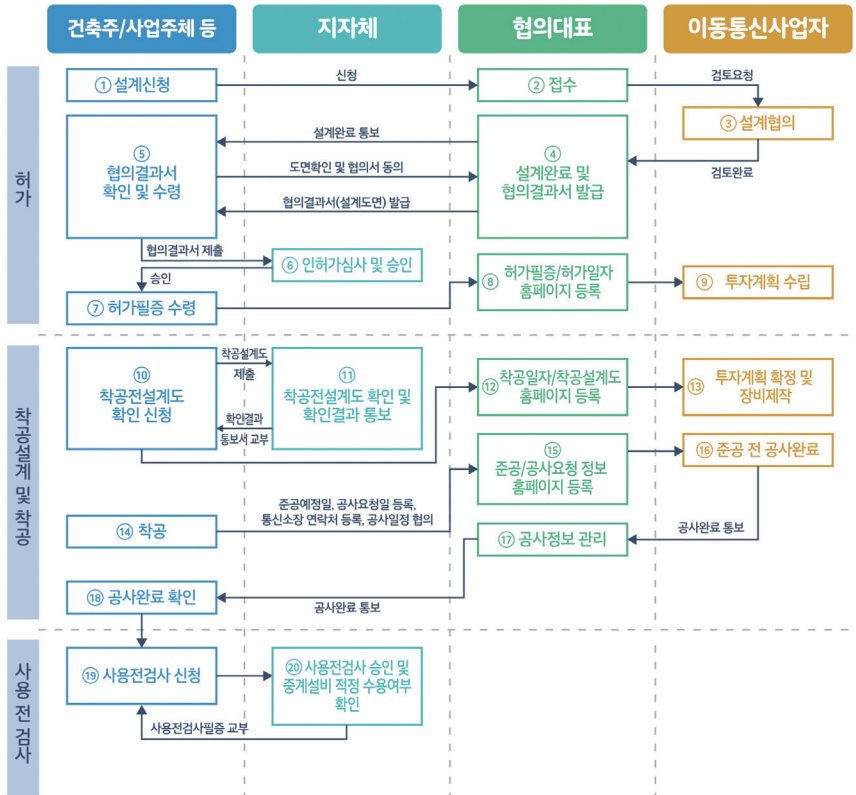 건축주/사업주체 등
지자체
협의대표
이동통신사업자
허가
① 설계신청
신청
② 접수
검토요청
③ 설계협의
검토완료
④
설계완료 및
협의결과서 발급
설계완료 통보
도면확인 및 협의서 동의
협의결과서(설계도면) 발급
⑤
협의결과서
확인 및 수령
협의결과서 제출
⑥ 인허가심사 및 승인
승인
⑦ 허가필증 수령
⑧ 허가필증/허가일자
홈페이지 등록
⑨ 투자계획 수립
착공설계 및 착공
⑩
착공전설계도
확인 신청
착공설계도
제출
⑪
착공전설계도 확인 및
확인결과 통보
확인결과
통보서 교부
⑫ 착공일자/착공설계도
홈페이지 등록
⑬ 투자계획 확정 및
장비제작
⑭ 착공
준공예정일, 공사요청일 등록,
통신소장 연락처 등록, 공사일정 협의
⑮
준공/공사요청 정보
홈페이지 등록
⑯ 준공 전 공사완료
공사완료 통보
⑰ 공사정보 관리
공사완료 통보
⑱ 공사완료 확인
사용 전 검사
⑲ 사용전검사 신청
⑳ 사용전검사 승인 및
중계설비 적정 수용여부
확인
사용전검사필증 교부